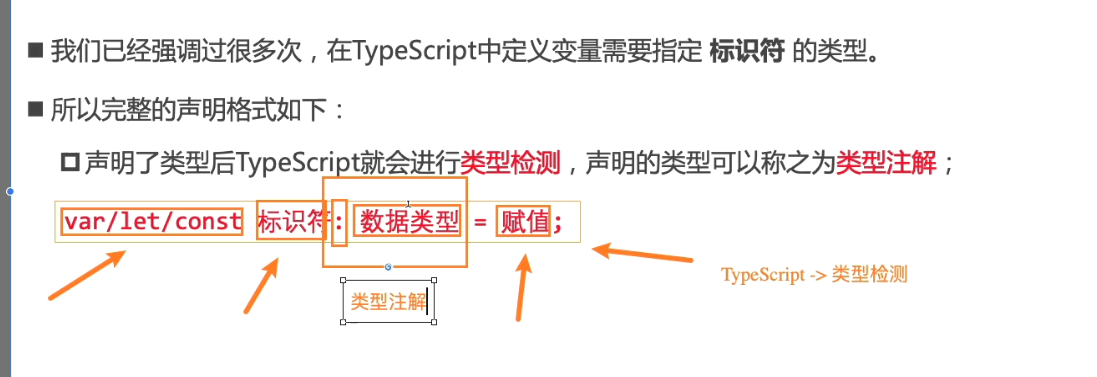 我们已经强调过很多次，在TypeScript中定义变量需要指定 标识符 的类型。
所以完整的声明格式如下：
声明了类型后TypeScript就会进行类型检测，声明的类型可以称之为类型注解；
var/let/const 标识符: 数据类型 = 赋值;
TypeScript -> 类型检测
类型注解